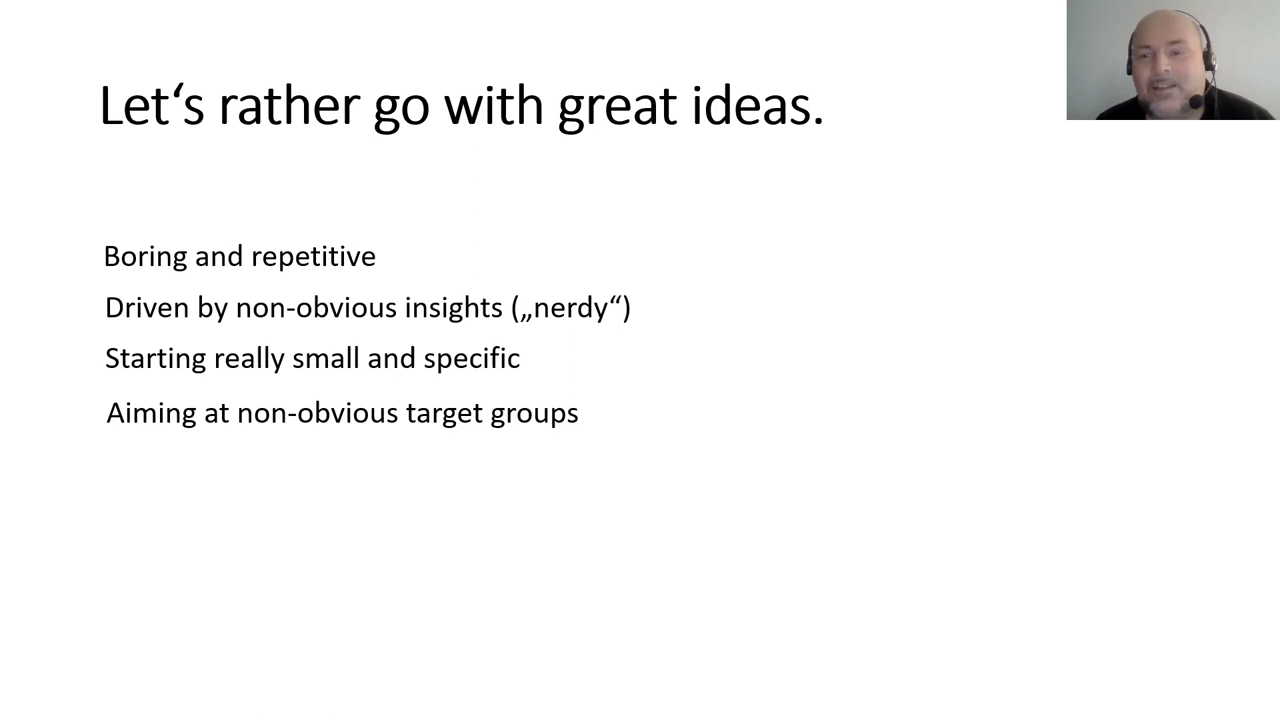 Let‘s rather go with great ideas.
Boring and repetitive
Driven by non-obvious insights („nerdy“)
Starting really small and specific
Aiming at non-obvious target groups